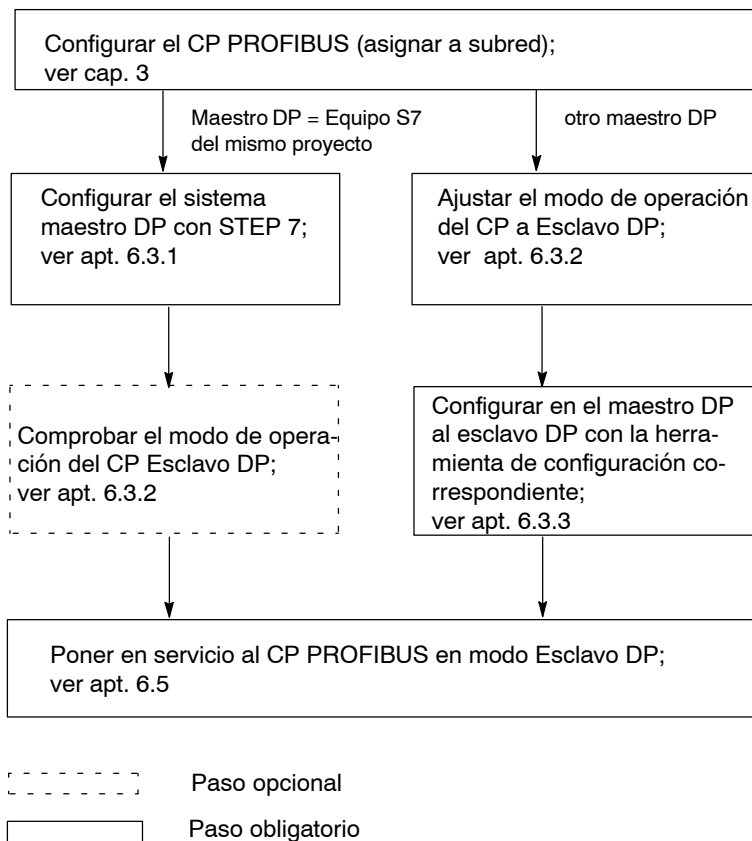 Configurar el CP PROFIBUS (asignar a subred);
ver cap. 3
Maestro DP = Equipo S7
del mismo proyecto
otro maestro DP
Configurar el sistema
maestro DP con STEP 7;
ver apt. 6.3.1
Ajustar el modo de operación
del CP a Esclavo DP;
ver apt. 6.3.2
Comprobar el modo de opera-
ción del CP Esclavo DP;
ver apt. 6.3.2
Configurar en el maestro DP
al esclavo DP con la herra-
mienta de configuración co-
rrespondiente;
ver apt. 6.3.3
Poner en servicio al CP PROFIBUS en modo Esclavo DP;
ver apt. 6.5
Paso opcional
Paso obligatorio